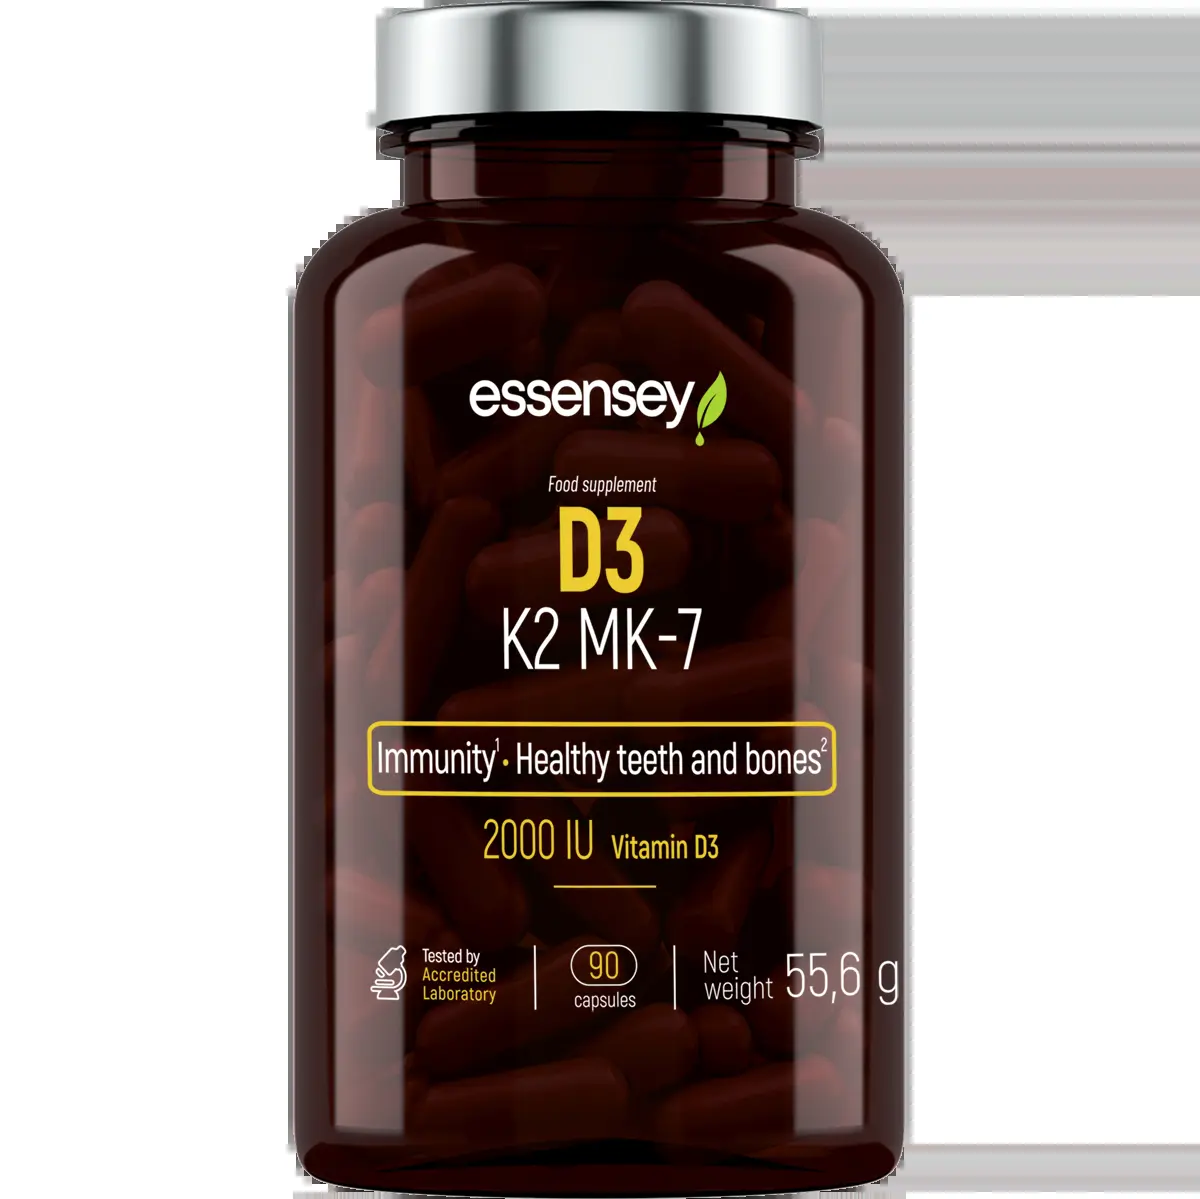 essensey
Food supplement
D3
K2 MK-7
Immunity¹ · Healthy teeth and bones²
2000 IU Vitamin D3
Tested by
Accredited
Laboratory
90
capsules
Net
weight 55,6 g